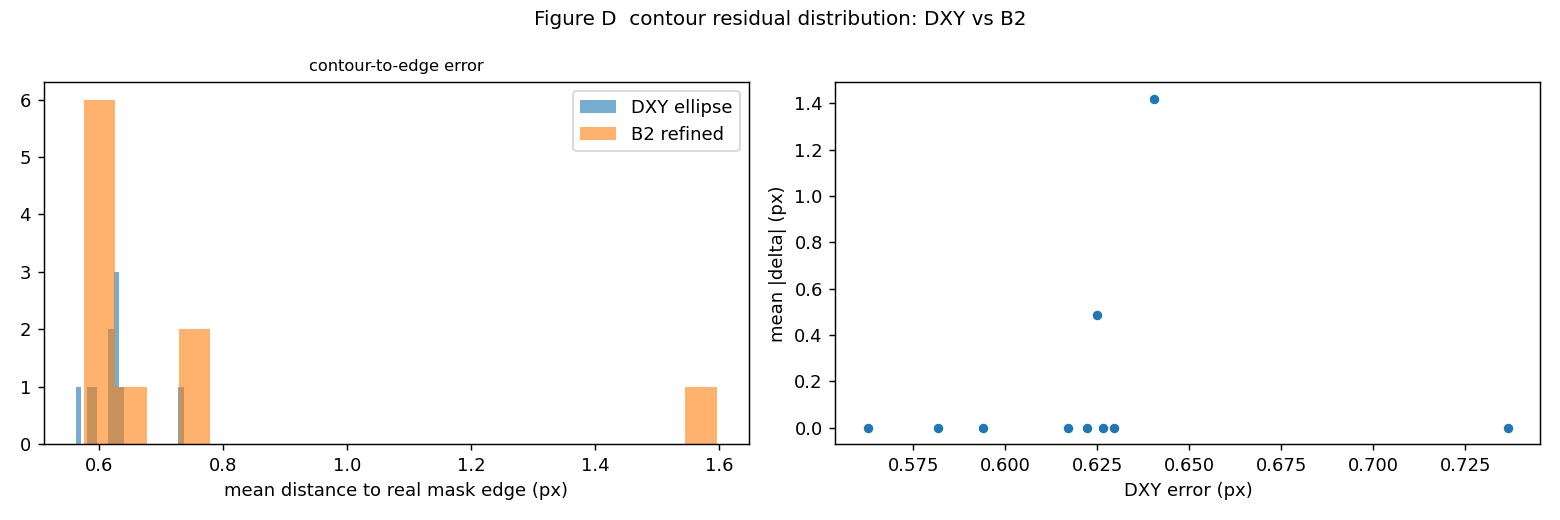 Figure D  contour residual distribution: DXY vs B2
contour-to-edge error
DXY ellipse
B2 refined
6
5
4
3
2
1
0
0.6 0.8 1.0 1.2 1.4 1.6
mean distance to real mask edge (px)
mean |delta| (px)
1.4
1.2
1.0
0.8
0.6
0.4
0.2
0.0
0.575 0.600 0.625 0.650 0.675 0.700 0.725
DXY error (px)